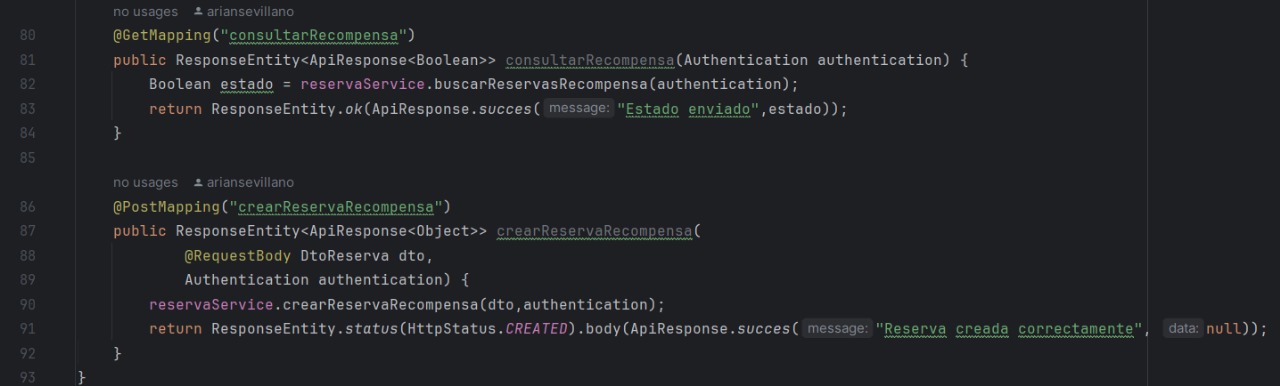 no usages ariansevillano
80 @GetMapping("consultarRecompensa")
81 public ResponseEntity<ApiResponse<Boolean>> consultarRecompensa(Authentication authentication) {
82 Boolean estado = reservaService.buscarReservasRecompensa(authentication);
83 return ResponseEntity.ok(ApiResponse.succes( message: "Estado enviado",estado));
84 }
85
no usages ariansevillano
86 @PostMapping("crearReservaRecompensa")
87 public ResponseEntity<ApiResponse<Object>> crearReservaRecompensa(
88 @RequestBody DtoReserva dto,
89 Authentication authentication) {
90 reservaService.crearReservaRecompensa(dto,authentication);
91 return ResponseEntity.status(HttpStatus.CREATED).body(ApiResponse.succes( message: "Reserva creada correctamente", data: null));
92 }
93 }